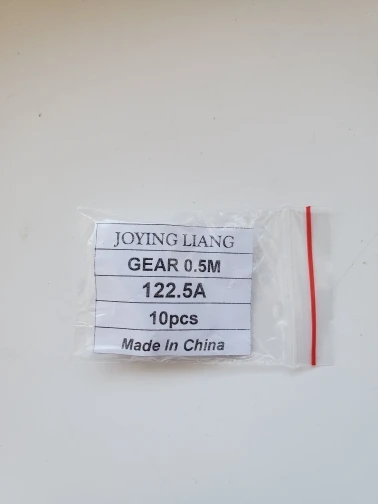 JOYING LIANG
GEAR 0.5M
122.5A
10pcs
Made In China